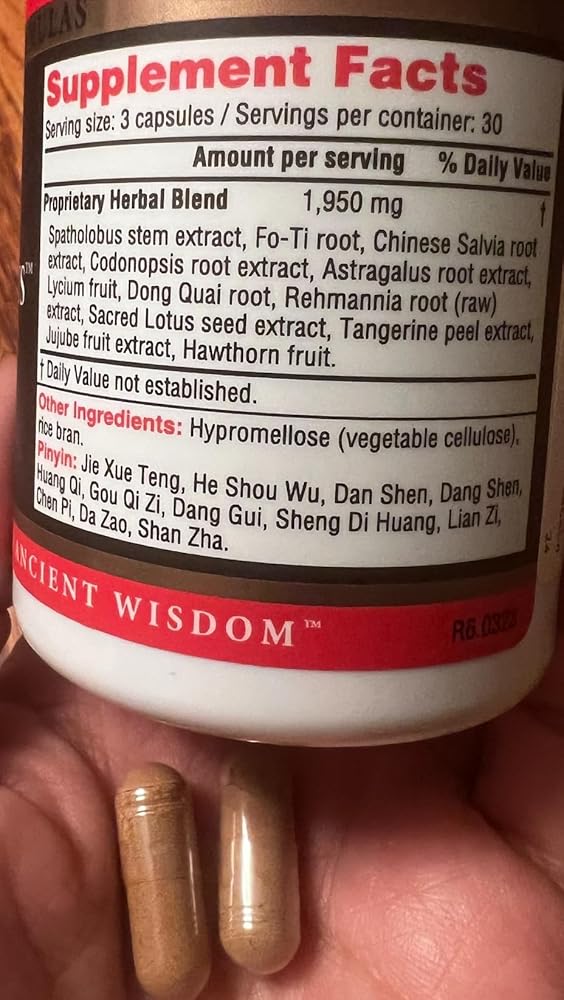 ULAS
Supplement Facts
Serving size: 3 capsules / Servings per container: 30
Amount per serving % Daily Value
Proprietary Herbal Blend 1,950 mg †
Spatholobus stem extract, Fo-Ti root, Chinese Salvia root
extract, Codonopsis root extract, Astragalus root extract,
Lycium fruit, Dong Quai root, Rehmannia root (raw)
extract, Sacred Lotus seed extract, Tangerine peel extract,
Jujube fruit extract, Hawthorn fruit.
† Daily Value not established.
Other Ingredients: Hypromellose (vegetable cellulose),
rice bran.
Pinyin: Jie Xue Teng, He Shou Wu, Dan Shen, Dang Shen,
Huang Qi, Gou Qi Zi, Dang Gui, Sheng Di Huang, Lian Zi,
Chen Pi, Da Zao, Shan Zha.
S™
ANCIENT WISDOM™